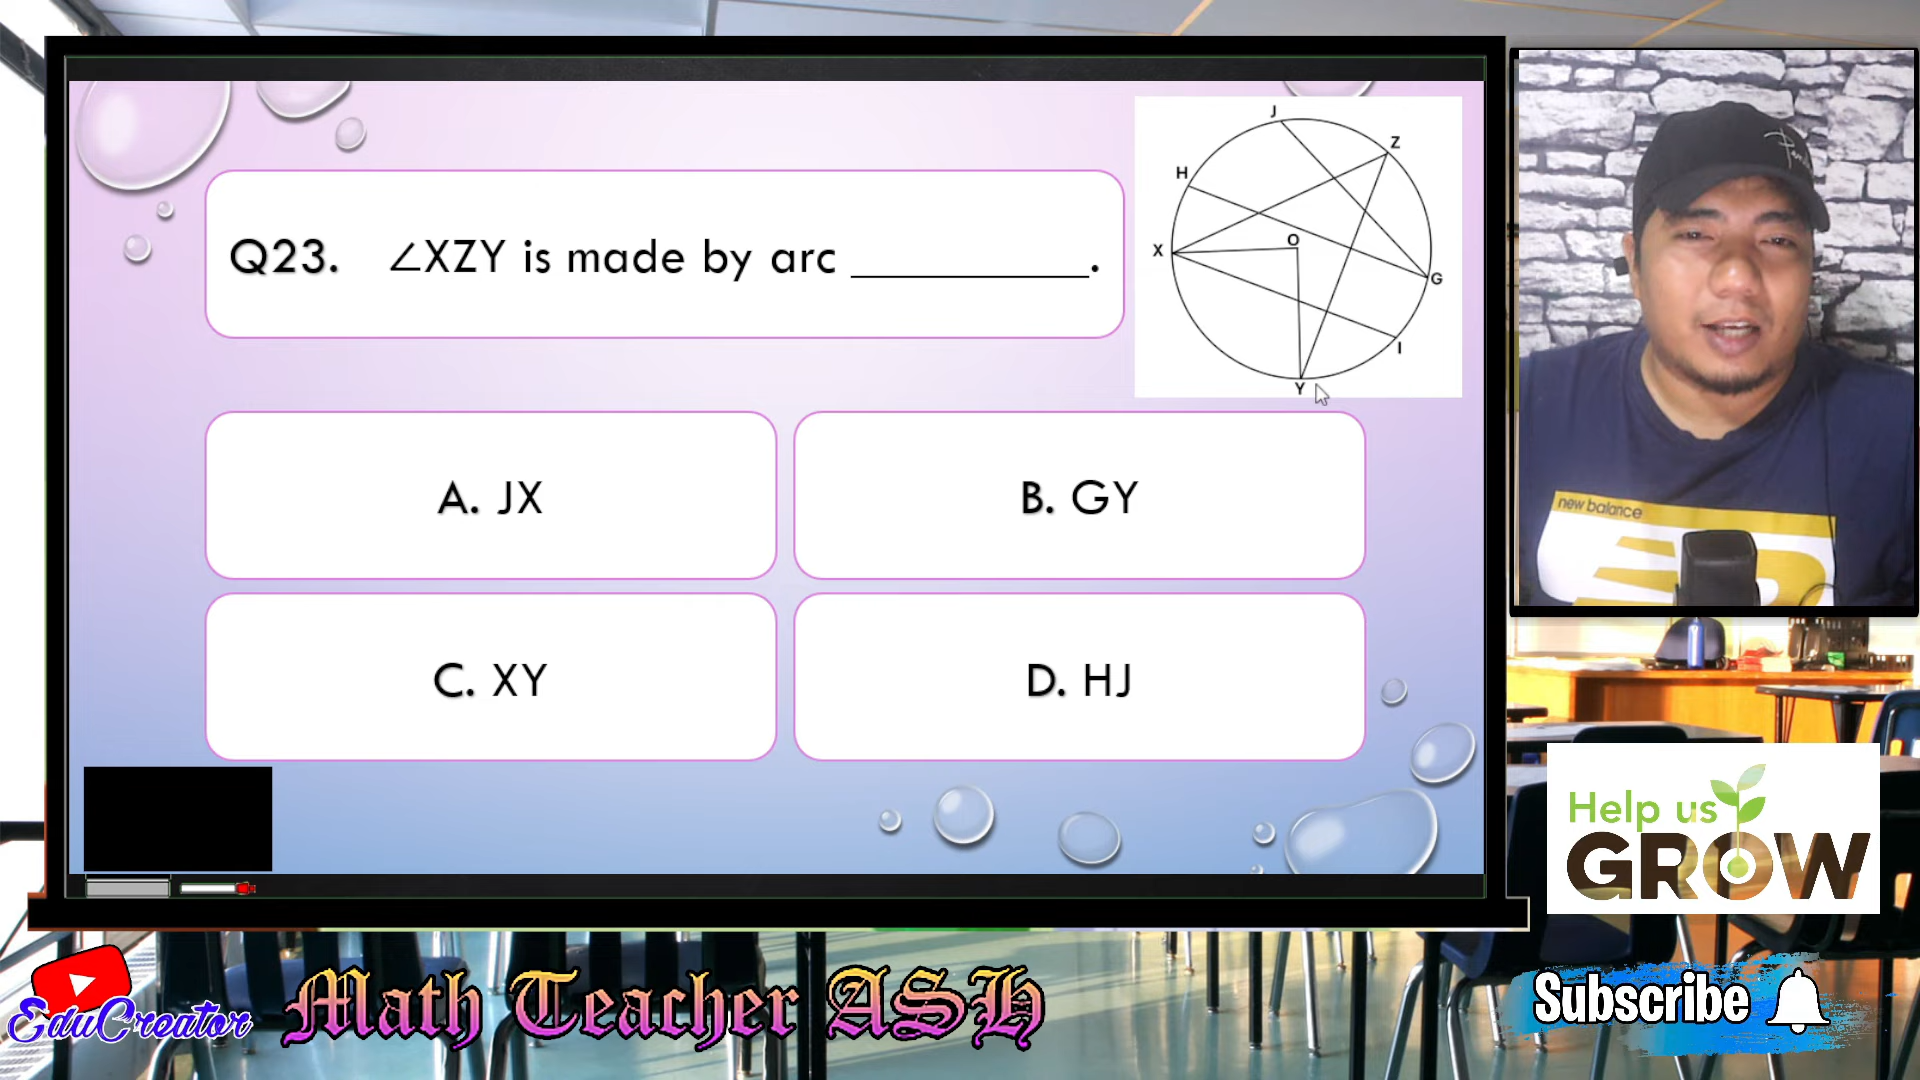 Q23. ∠XZY is made by arc __________.
J
Z
H
X
O
G
I
Y
A. JX
B. GY
C. XY
D. HJ
new balance
Help us
GROW
EduCreator
Math Teacher ASH
Subscribe